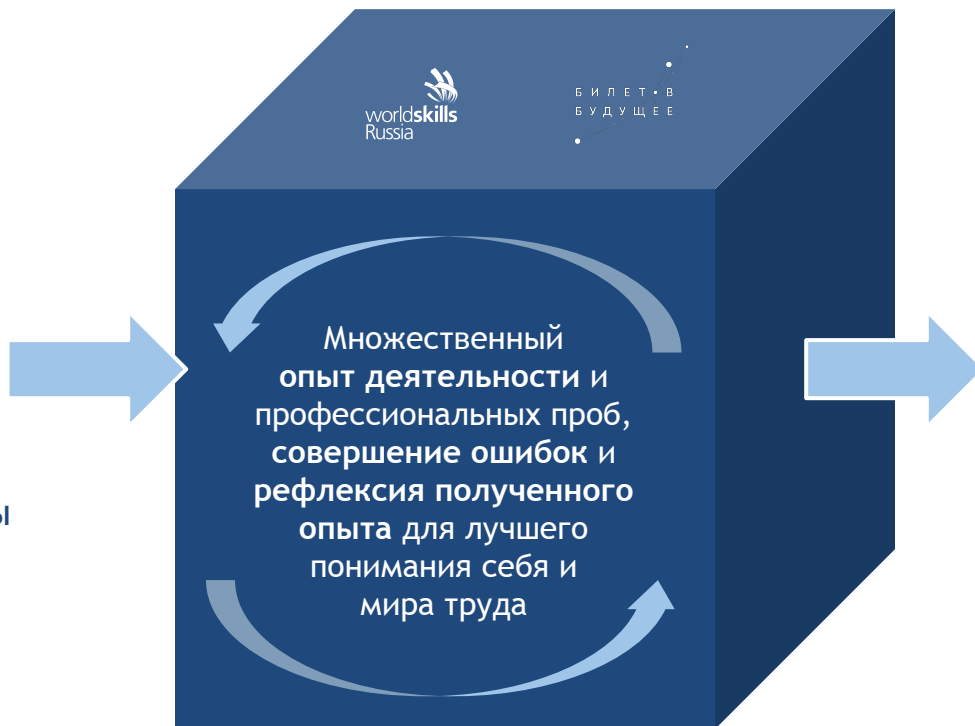 worldskills
Russia
БИЛЕТ В
БУДУЩЕЕ
Множественный
опыт деятельности и
профессиональных проб,
совершение ошибок и
рефлексия полученного
опыта для лучшего
понимания себя и
мира труда
ы